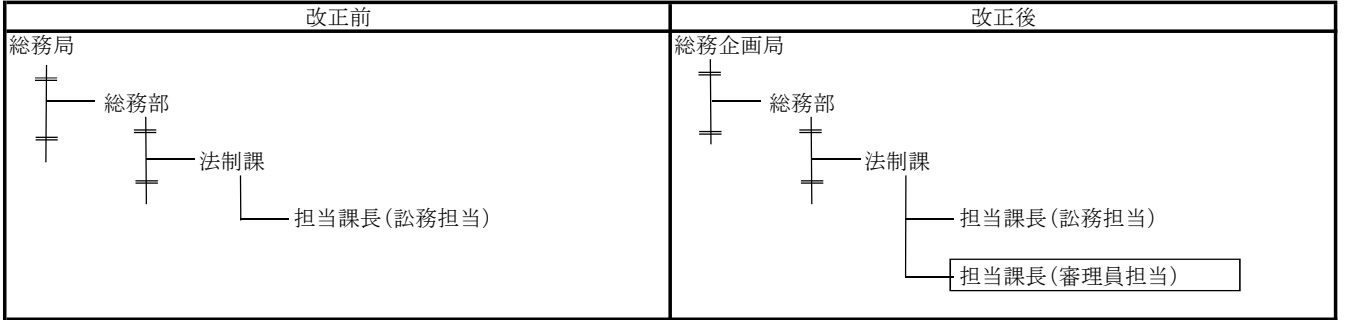 改正前
総務局
総務部
法制課
担当課長(訟務担当)
改正後
総務企画局
総務部
法制課
担当課長(訟務担当)
担当課長(審理員担当)